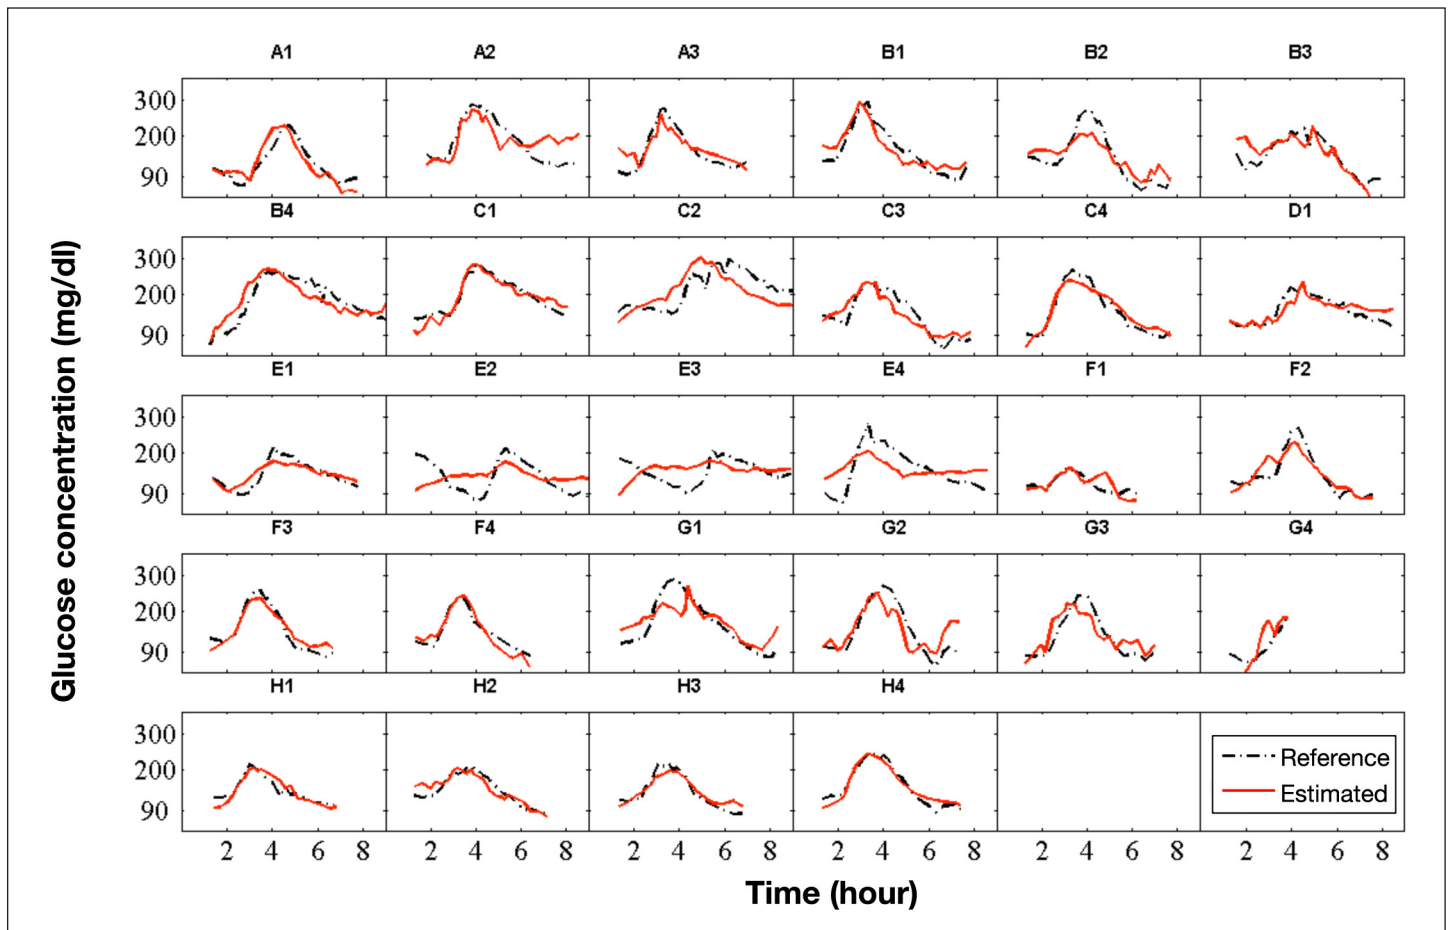 A1 A2 A3 B1 B2 B3
300
200
90
B4 C1 C2 C3 C4 D1
300
200
90
E1 E2 E3 E4 F1 F2
300
200
90
F3 F4 G1 G2 G3 G4
300
200
90
H1 H2 H3 H4
300
200
90
Reference
Estimated
2 4 6 8 2 4 6 8 2 4 6 8 2 4 6 8 2 4 6 8 2 4 6 8
Time (hour)
Glucose concentration (mg/dl)